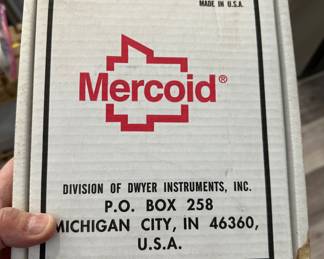 MADE IN U.S.A.
Mercoid®
DIVISION OF DWYER INSTRUMENTS, INC.
P.O. BOX 258
MICHIGAN CITY, IN 46360,
U.S.A.